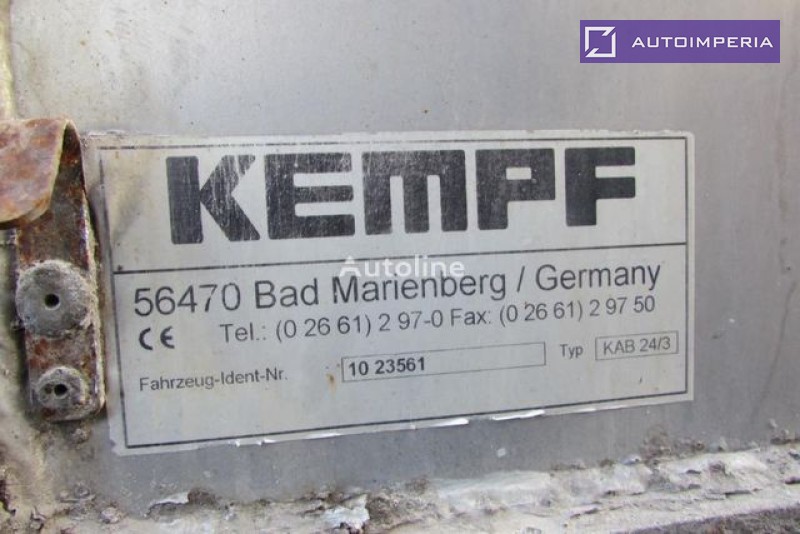 AUTOIMPERIA
KEMPF
Autoline
56470 Bad Marienberg / Germany
CE Tel.: (0 26 61) 2 97-0 Fax: (0 26 61) 2 97 50
Fahrzeug-Ident-Nr. 10 23561 Typ KAB 24/3